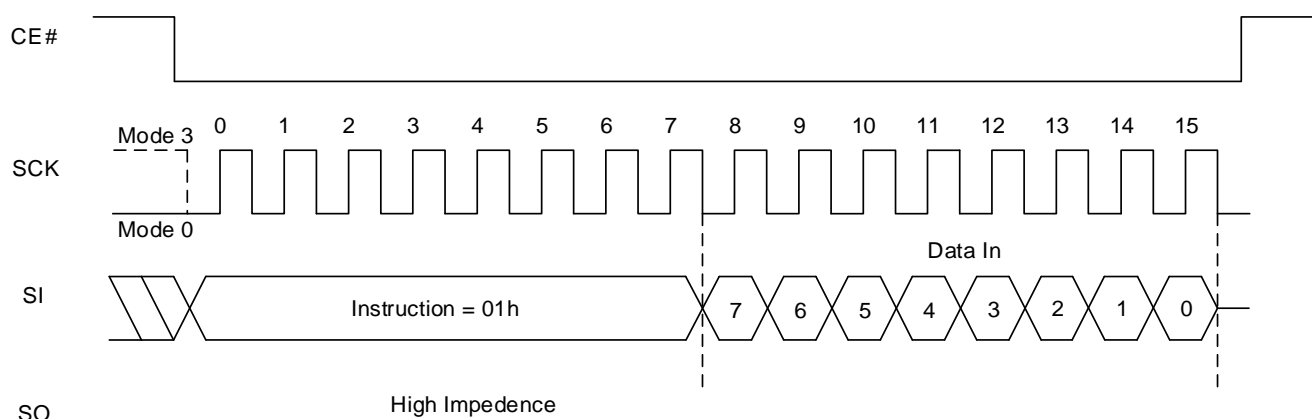 CE#
0 1 2 3 4 5 6 7 8 9 10 11 12 13 14 15
Mode 3
SCK
Mode 0
Data In
SI
Instruction = 01h
7 6 5 4 3 2 1 0
High Impedence
SO